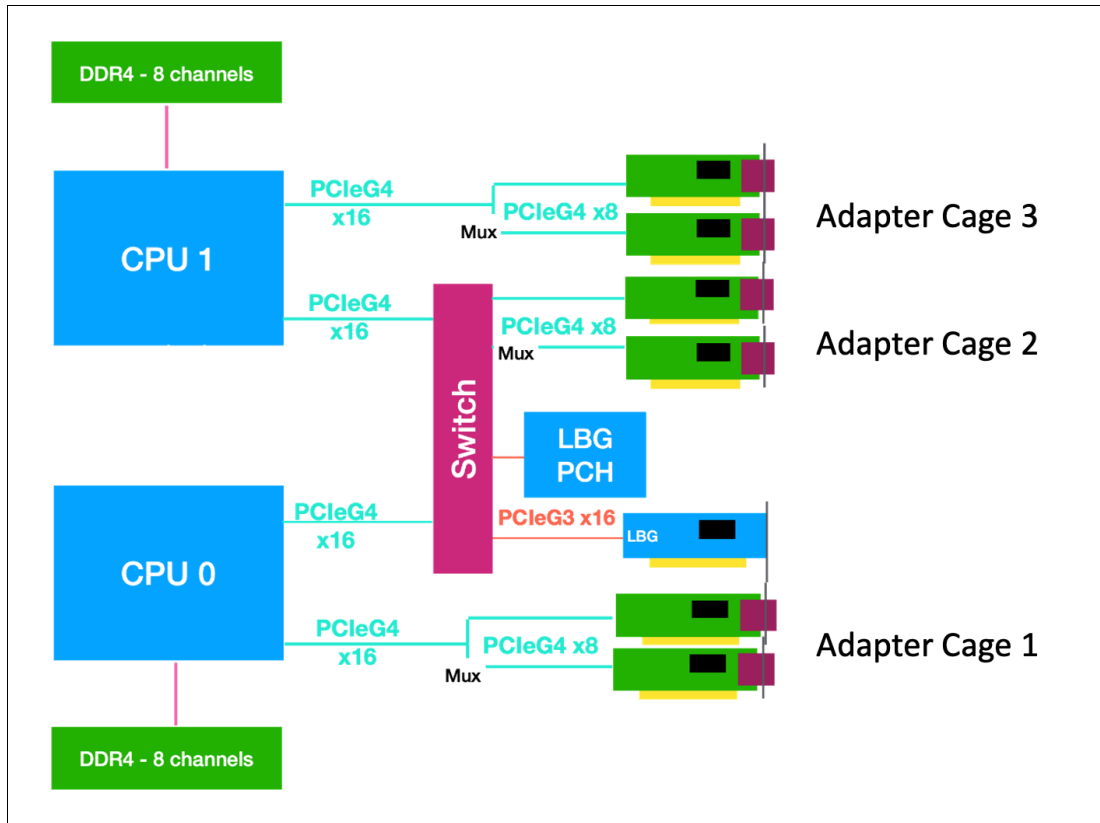 DDR4 - 8 channels
CPU 1
PCIeG4
x16
PCIeG4 x8
Mux
Adapter Cage 3
PCIeG4
x16
PCIeG4 x8
Mux
Adapter Cage 2
Switch
LBG
PCH
CPU 0
PCIeG4
x16
PCIeG3 x16
LBG
PCIeG4
x16
PCIeG4 x8
Mux
Adapter Cage 1
DDR4 - 8 channels